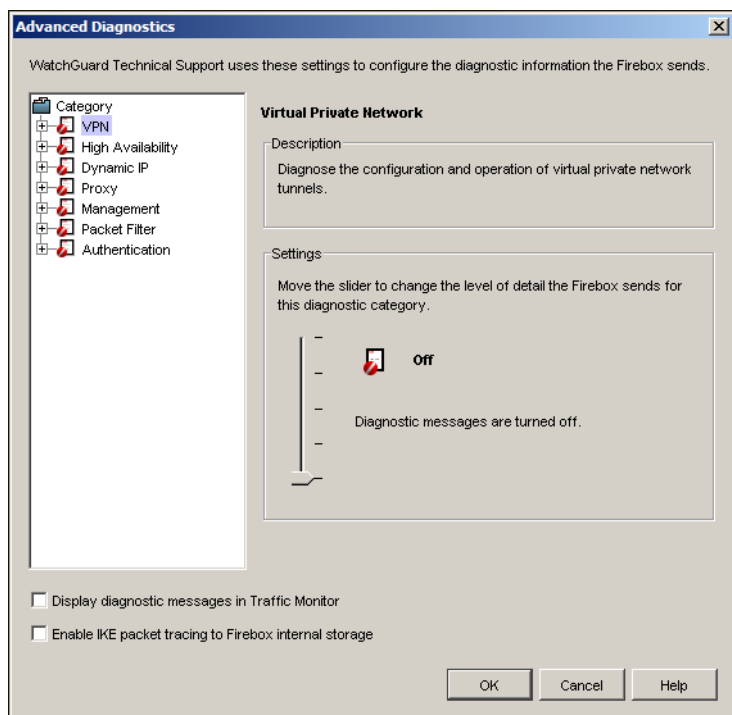 Advanced Diagnostics
WatchGuard Technical Support uses these settings to configure the diagnostic information the Firebox sends.
Category
VPN
High Availability
Dynamic IP
Proxy
Management
Packet Filter
Authentication
Virtual Private Network
Description
Diagnose the configuration and operation of virtual private network
tunnels.
Settings
Move the slider to change the level of detail the Firebox sends for
this diagnostic category.
Off
Diagnostic messages are turned off.
Display diagnostic messages in Traffic Monitor
Enable IKE packet tracing to Firebox internal storage
OK
Cancel
Help